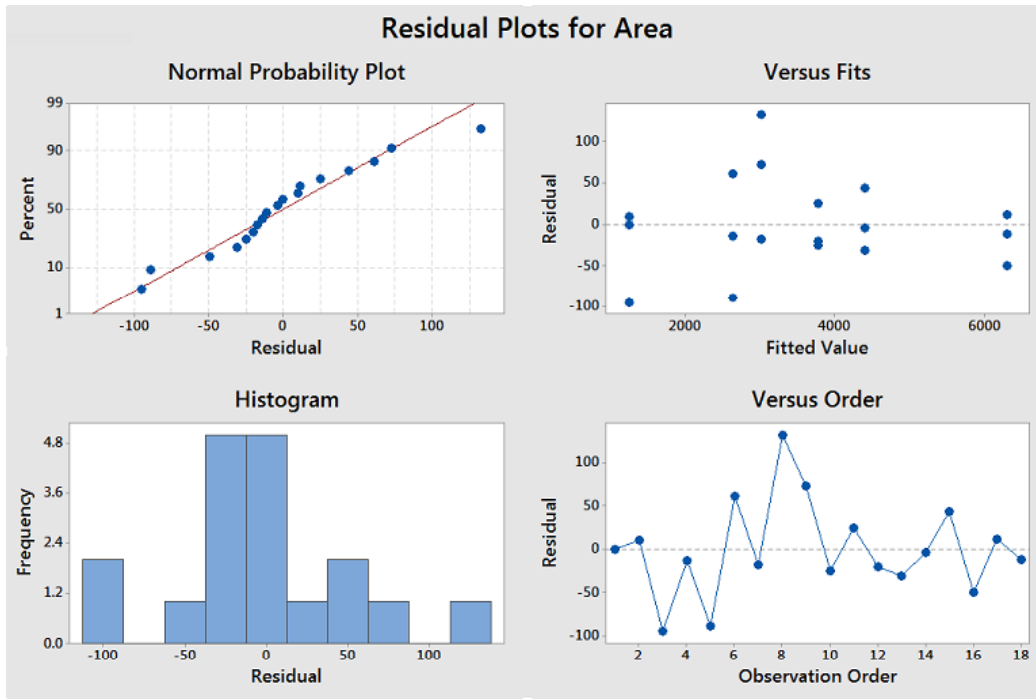 Residual Plots for Area
Normal Probability Plot
99
90
50
10
1
Percent
-100 -50 0 50 100
Residual
Versus Fits
100
50
0
-50
-100
Residual
2000 4000 6000
Fitted Value
Histogram
4.8
3.6
2.4
1.2
0.0
Frequency
-100 -50 0 50 100
Residual
Versus Order
100
50
0
-50
-100
Residual
2 4 6 8 10 12 14 16 18
Observation Order